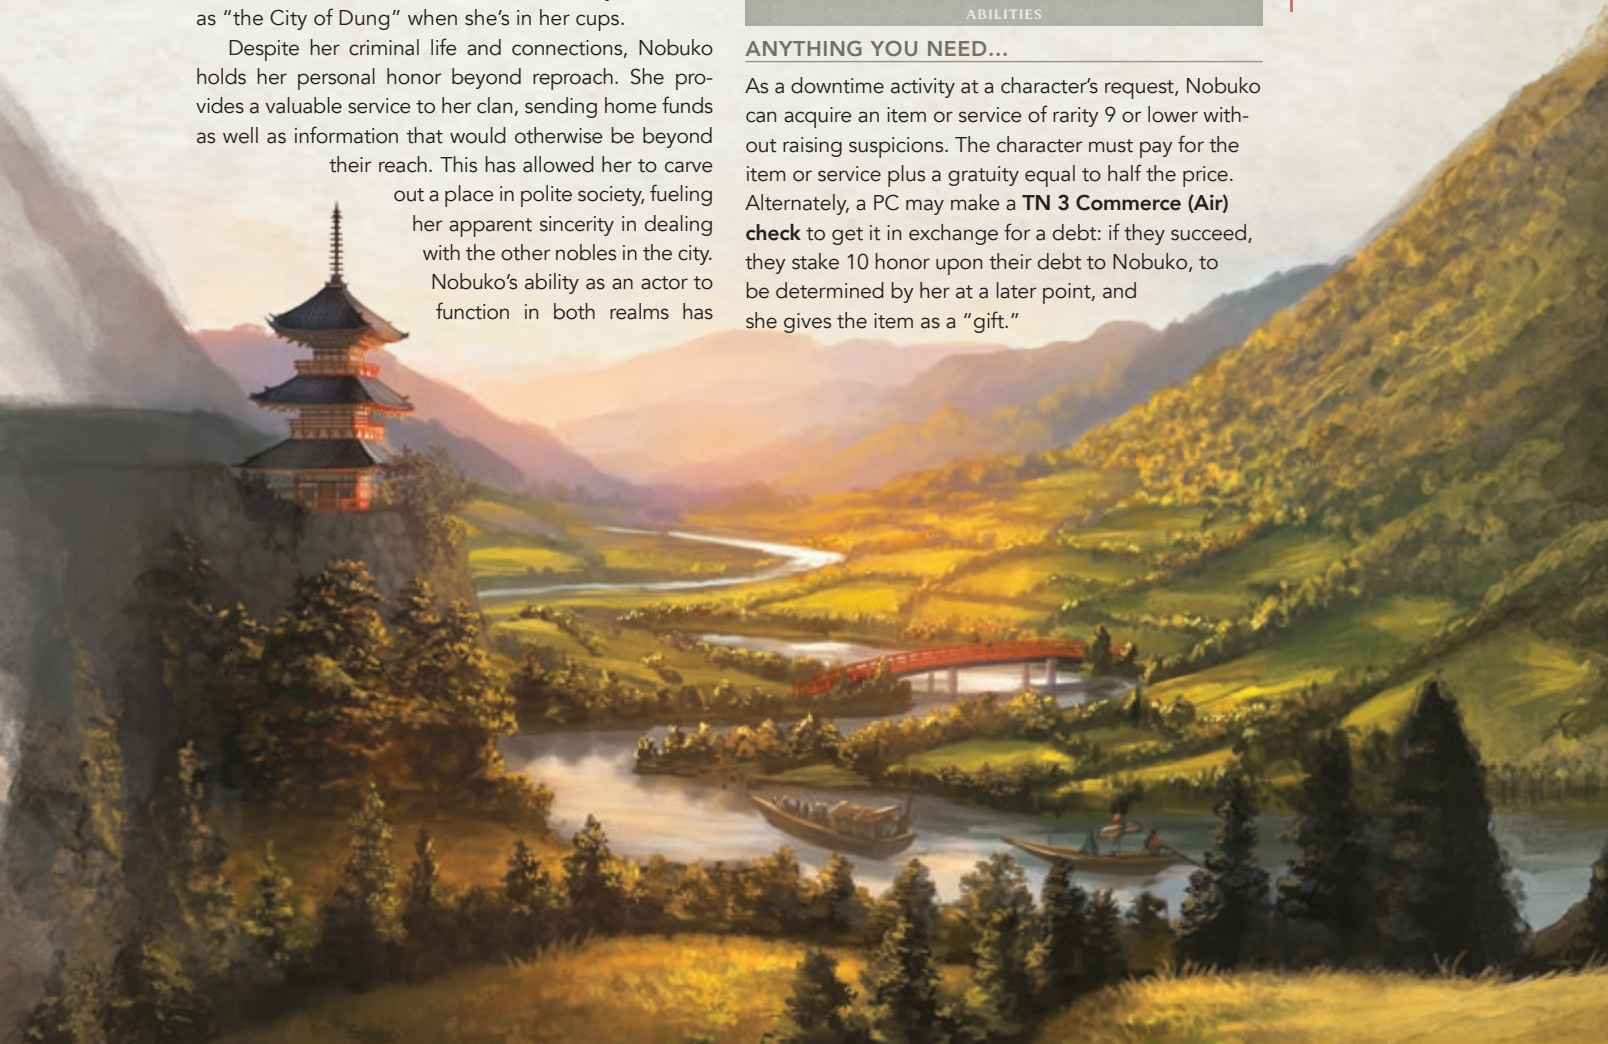 as “the City of Dung” when she’s in her cups.
Despite her criminal life and connections, Nobuko
holds her personal honor beyond reproach. She pro-
vides a valuable service to her clan, sending home funds
as well as information that would otherwise be beyond
their reach. This has allowed her to carve
out a place in polite society, fueling
her apparent sincerity in dealing
with the other nobles in the city.
Nobuko’s ability as an actor to
function in both realms has
ABILITIES
ANYTHING YOU NEED...
As a downtime activity at a character’s request, Nobuko
can acquire an item or service of rarity 9 or lower with-
out raising suspicions. The character must pay for the
item or service plus a gratuity equal to half the price.
Alternately, a PC may make a TN 3 Commerce (Air)
check to get it in exchange for a debt: if they succeed,
they stake 10 honor upon their debt to Nobuko, to
be determined by her at a later point, and
she gives the item as a “gift.”